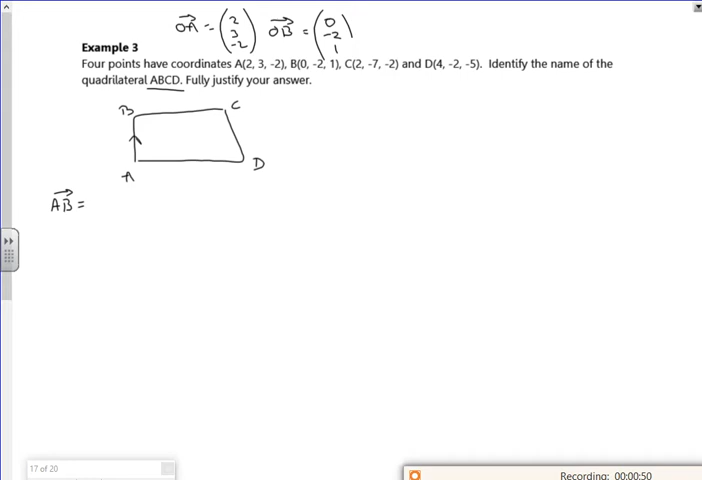 OA = (2 3 -2) OB = (0 -2 1)
Example 3
Four points have coordinates A(2, 3, -2), B(0, -2, 1), C(2, -7, -2) and D(4, -2, -5). Identify the name of the
quadrilateral ABCD. Fully justify your answer.
B C
A D
AB =
17 of 20
Recording: 00:00:50